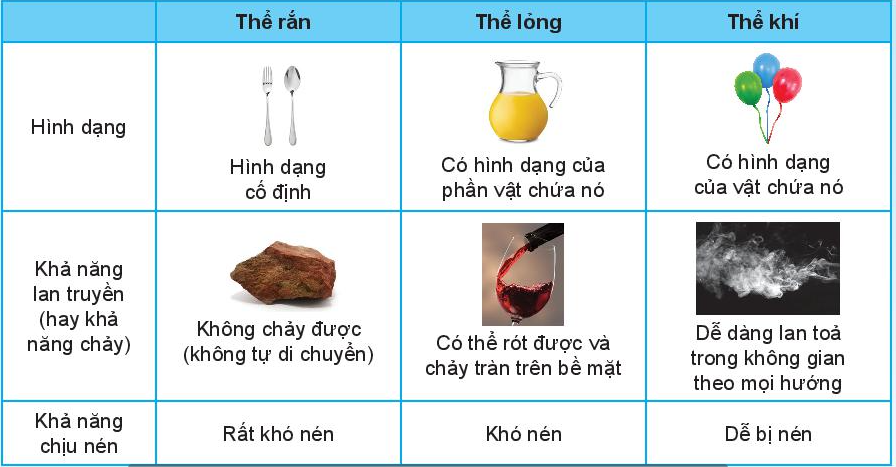 Thể rắn
Thể lỏng
Thể khí
Hình dạng
Hình dạng
cố định
Có hình dạng của
phần vật chứa nó
Có hình dạng
của vật chứa nó
Khả năng
lan truyền
(hay khả
năng chảy)
Không chảy được
(không tự di chuyển)
Có thể rót được và
chảy tràn trên bề mặt
Dễ dàng lan toả
trong không gian
theo mọi hướng
Khả năng
chịu nén
Rất khó nén
Khó nén
Dễ bị nén